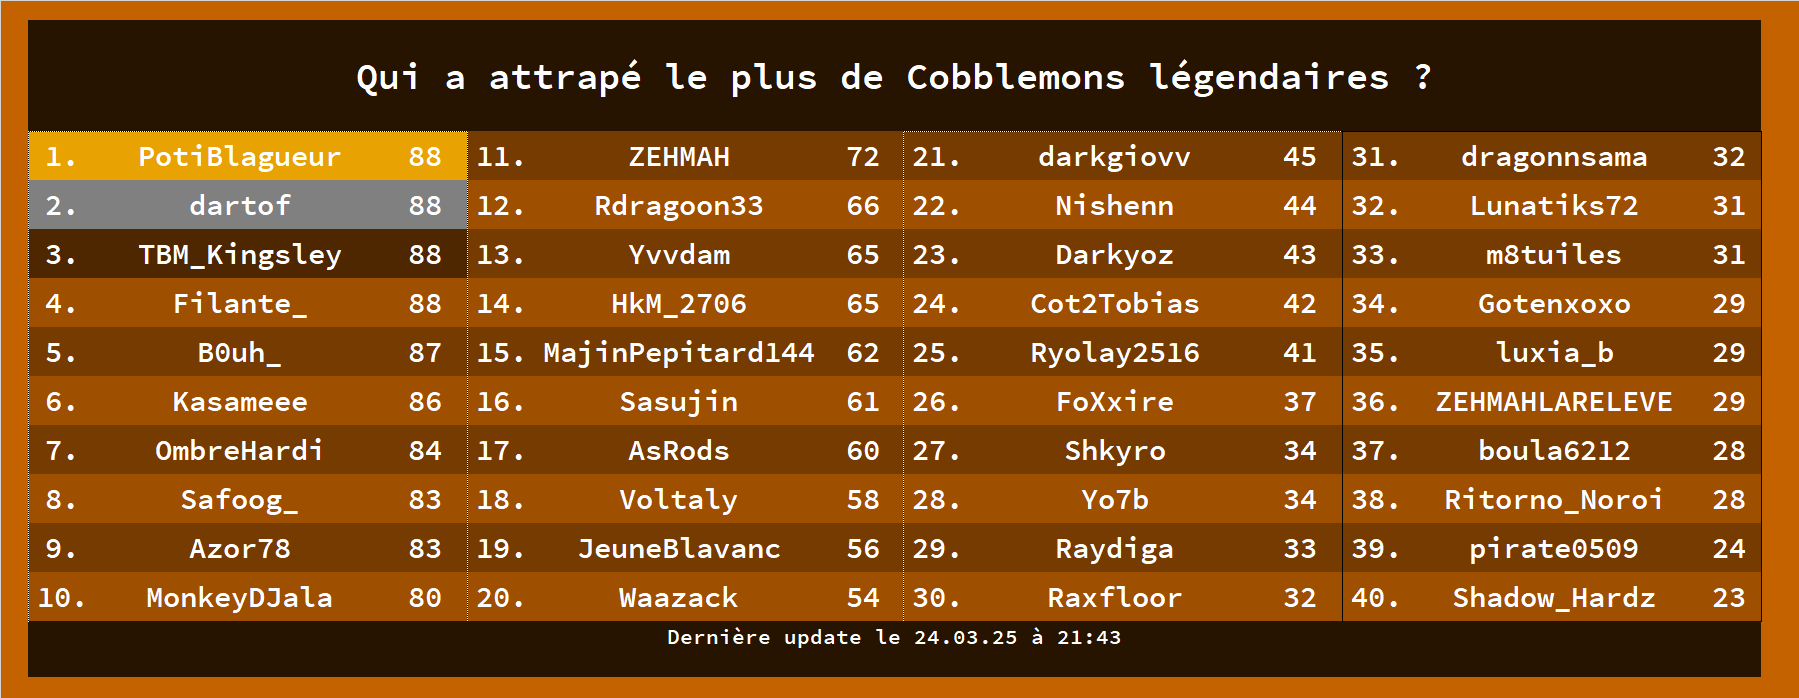 Qui a attrapé le plus de Cobblemons légendaires ?
1. PotiBlagueur 88 11. ZEHMAH 72 21. darkgiovv 45 31. dragonnsama 32
2. dartof 88 12. Rdragoon33 66 22. Nishenn 44 32. Lunatiks72 31
3. TBM_Kingsley 88 13. Yvvdam 65 23. Darkyoz 43 33. m8tuiles 31
4. Filante_ 88 14. HkM_2706 65 24. Cot2Tobias 42 34. Gotenxoxo 29
5. B0uh_ 87 15. MajinPepitard144 62 25. Ryolay2516 41 35. luxia_b 29
6. Kasameee 86 16. Sasujin 61 26. FoXxire 37 36. ZEHMAHLARELEVE 29
7. OmbreHardi 84 17. AsRods 60 27. Shkyro 34 37. boula6212 28
8. Safoog_ 83 18. Voltaly 58 28. Yo7b 34 38. Ritorno_Noroi 28
9. Azor78 83 19. JeuneBlavanc 56 29. Raydiga 33 39. pirate0509 24
10. MonkeyDJala 80 20. Waazack 54 30. Raxfloor 32 40. Shadow_Hardz 23
Dernière update le 24.03.25 à 21:43